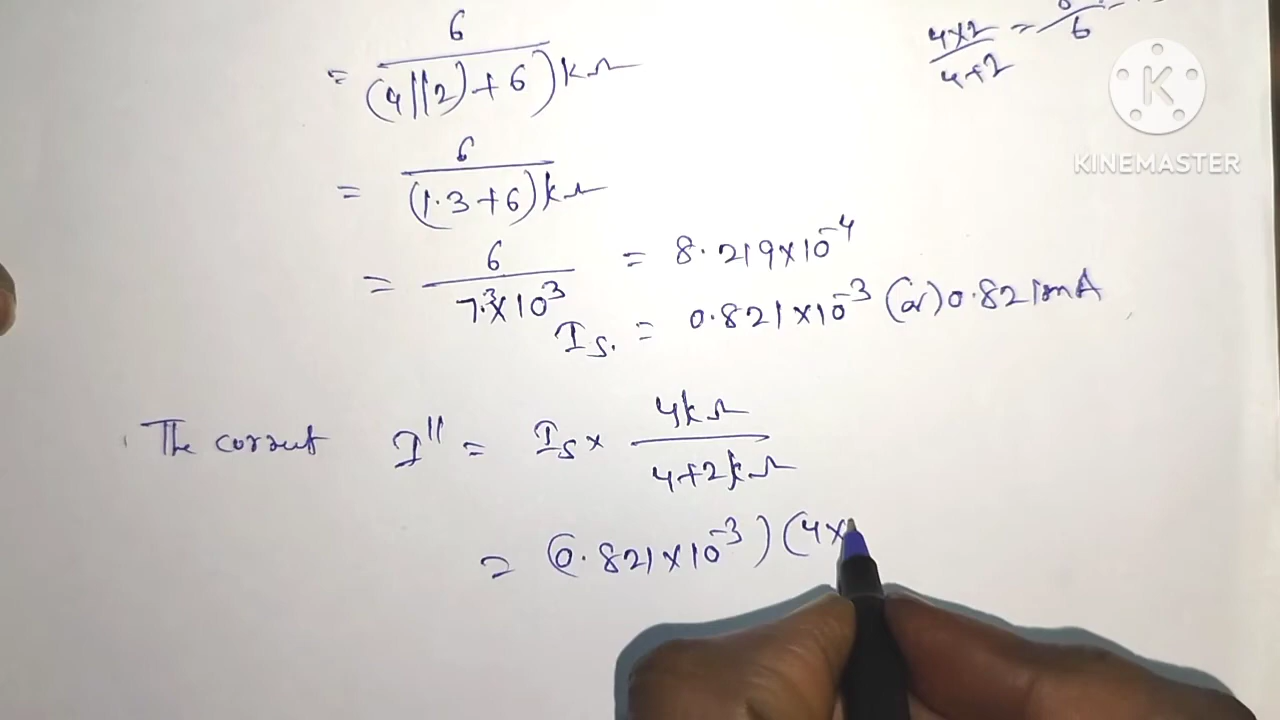 = 6 / (4||2)+6) kΩ
4×2 / 4+2 = / 6
KINEMASTER
= 6 / (1.3+6) kΩ
= 6 / 7.3×10³ = 8.219×10⁻⁴
Is. = 0.821×10⁻³ (or) 0.821mA
The current I'' = Is × 4kΩ / 4+2kΩ
= (0.821×10⁻³) (4×